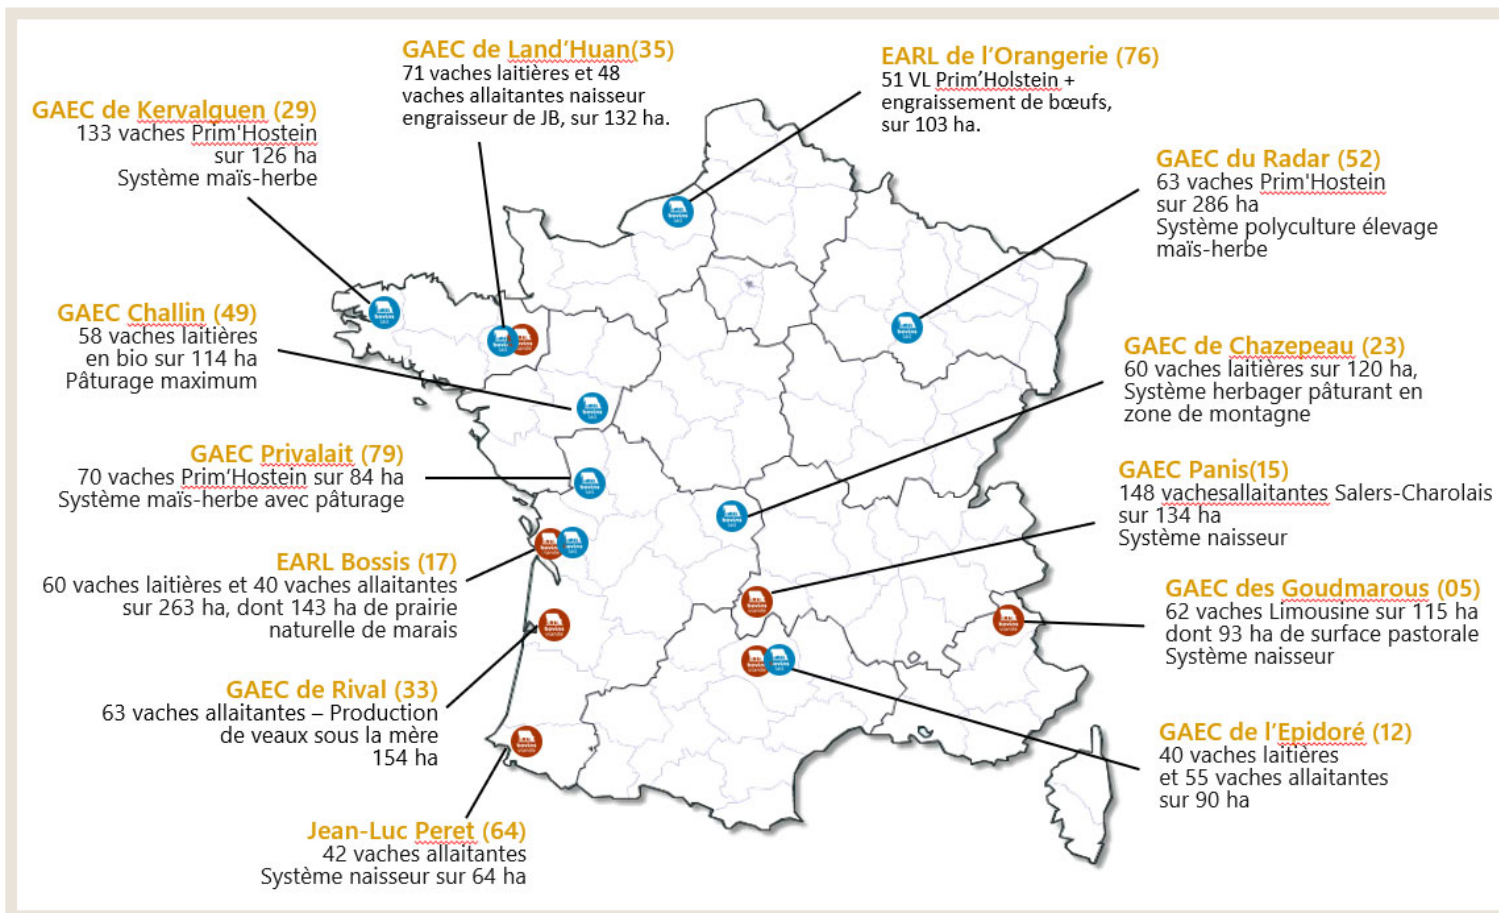 GAEC de Land'Huan(35)
71 vaches laitières et 48
vaches allaitantes naisseur
engraisseur de JB, sur 132 ha.
EARL de l'Orangerie (76)
51 VL Prim'Holstein +
engraissement de bœufs,
sur 103 ha.
GAEC de Kervalguen (29)
133 vaches Prim'Hostein
sur 126 ha
Système maïs-herbe
GAEC du Radar (52)
63 vaches Prim'Hostein
sur 286 ha
Système polyculture élevage
maïs-herbe
GAEC Challin (49)
58 vaches laitières
en bio sur 114 ha
Pâturage maximum
GAEC de Chazepeau (23)
60 vaches laitières sur 120 ha,
Système herbager pâturant en
zone de montagne
GAEC Privalait (79)
70 vaches Prim'Hostein sur 84 ha
Système maïs-herbe avec pâturage
GAEC Panis(15)
148 vachesallaitantes Salers-Charolais
sur 134 ha
Système naisseur
EARL Bossis (17)
60 vaches laitières et 40 vaches allaitantes
sur 263 ha, dont 143 ha de prairie
naturelle de marais
GAEC des Goudmarous (05)
62 vaches Limousine sur 115 ha
dont 93 ha de surface pastorale
Système naisseur
GAEC de Rival (33)
63 vaches allaitantes – Production
de veaux sous la mère
154 ha
GAEC de l'Epidoré (12)
40 vaches laitières
et 55 vaches allaitantes
sur 90 ha
Jean-Luc Peret (64)
42 vaches allaitantes
Système naisseur sur 64 ha